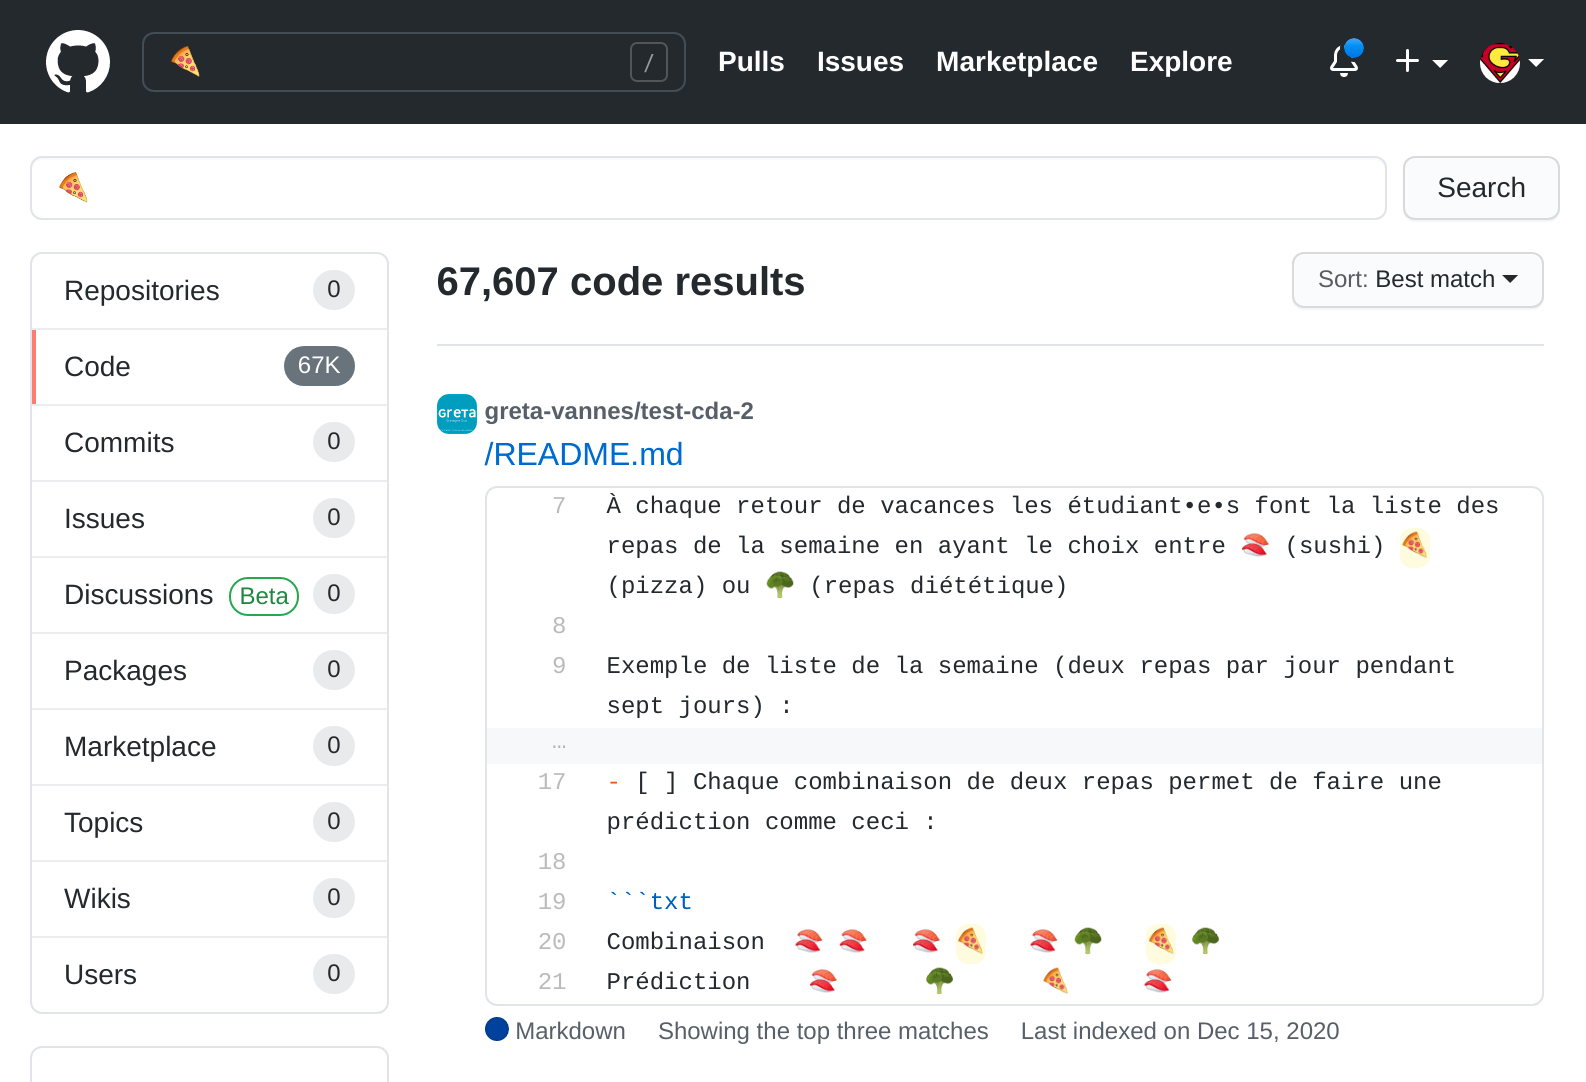 🍕 / Pulls Issues Marketplace Explore
🍕 Search
Repositories 0
Code 67K
Commits 0
Issues 0
Discussions Beta 0
Packages 0
Marketplace 0
Topics 0
Wikis 0
Users 0
67,607 code results
Sort: Best match
GRETA
greta-vannes/test-cda-2
/README.md
7 À chaque retour de vacances les étudiant•e•s font la liste des
repas de la semaine en ayant le choix entre 🍣 (sushi) 🍕
(pizza) ou 🥦 (repas diététique)
8
9 Exemple de liste de la semaine (deux repas par jour pendant
sept jours) :
…
17 - [ ] Chaque combinaison de deux repas permet de faire une
prédiction comme ceci :
18
19 ```txt
20 Combinaison 🍣 🍣 🍣 🍕 🍣 🥦 🍕 🥦
21 Prédiction 🍣 🥦 🍕 🍣
Markdown Showing the top three matches Last indexed on Dec 15, 2020